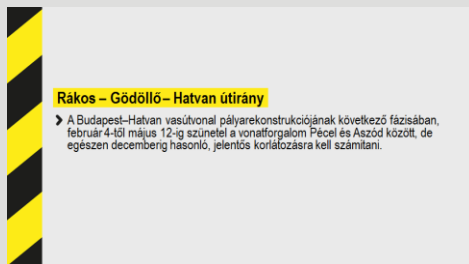 Rákos – Gödöllő – Hatvan útirány
A Budapest–Hatvan vasútvonal pályarekonstrukciójának következő fázisában,
február 4-től május 12-ig szünetel a vonatforgalom Pécel és Aszód között, de
egészen decemberig hasonló, jelentős korlátozásra kell számítani.